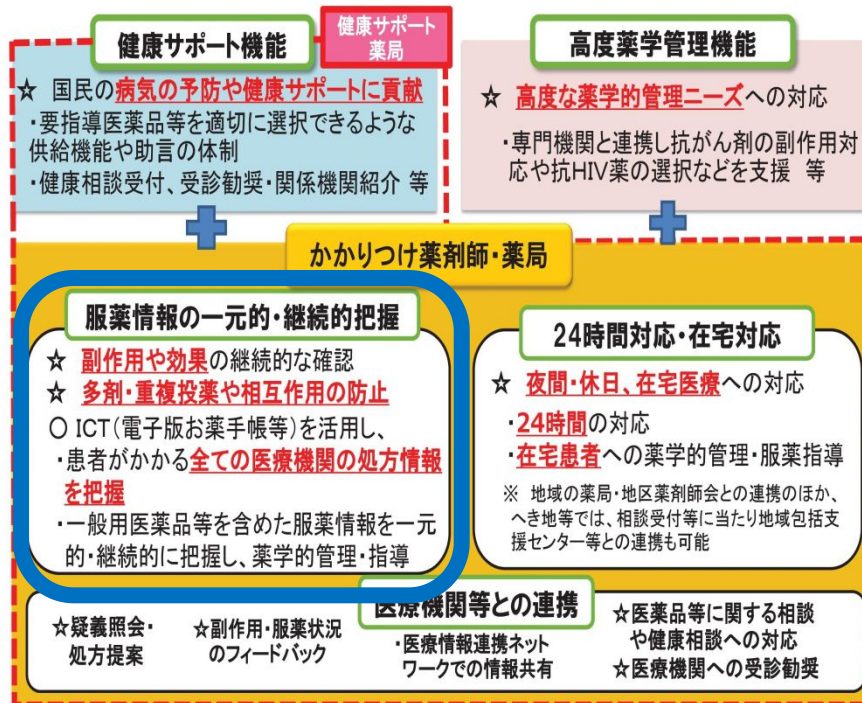 健康サポート機能
健康サポート
薬局
☆ 国民の病気の予防や健康サポートに貢献
・要指導医薬品等を適切に選択できるような
供給機能や助言の体制
・健康相談受付、受診勧奨・関係機関紹介 等
高度薬学管理機能
☆ 高度な薬学的管理ニーズへの対応
・専門機関と連携し抗がん剤の副作用対
応や抗HIV薬の選択などを支援 等
かかりつけ薬剤師・薬局
服薬情報の一元的・継続的把握
☆ 副作用や効果の継続的な確認
☆ 多剤・重複投薬や相互作用の防止
○ ICT(電子版お薬手帳等)を活用し、
・患者がかかる全ての医療機関の処方情報
を把握
・一般用医薬品等を含めた服薬情報を一元
的・継続的に把握し、薬学的管理・指導
24時間対応・在宅対応
☆ 夜間・休日、在宅医療への対応
・24時間の対応
・在宅患者への薬学的管理・服薬指導
※ 地域の薬局・地区薬剤師会との連携のほか、
へき地等では、相談受付等に当たり地域包括支
援センター等との連携も可能
医療機関等との連携
☆疑義照会・
処方提案
☆副作用・服薬状況
のフィードバック
・医療情報連携ネット
ワークでの情報共有
☆医薬品等に関する相談
や健康相談への対応
☆医療機関への受診勧奨